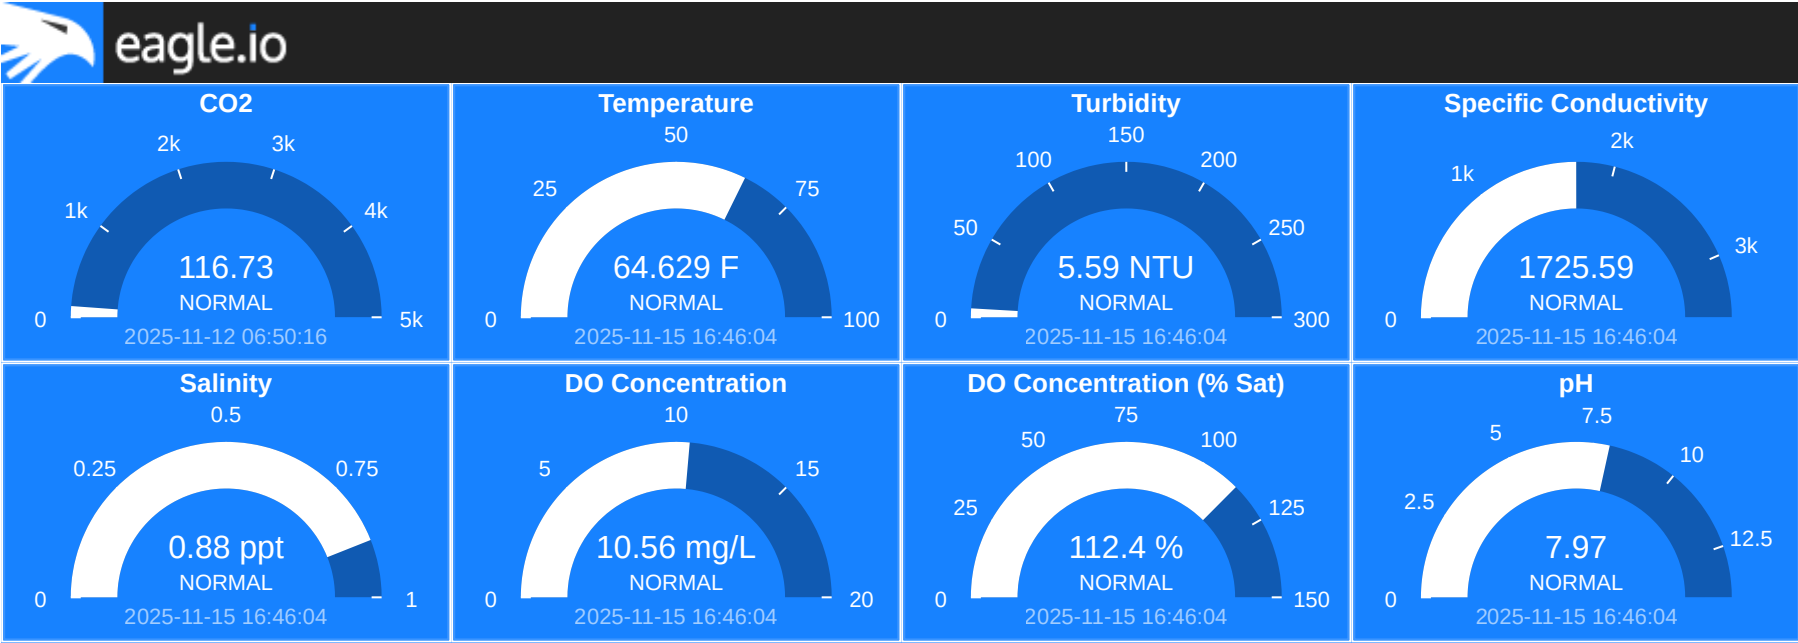 eagle.io
CO2
2k 3k
1k 4k
116.73
NORMAL
0 5k
2025-11-12 06:50:16
Temperature
50
25 75
64.629 F
NORMAL
0 100
2025-11-15 16:46:04
Turbidity
150
100 200
50 250
5.59 NTU
NORMAL
0 300
2025-11-15 16:46:04
Specific Conductivity
2k
1k
3k
1725.59
NORMAL
0
2025-11-15 16:46:04
Salinity
0.5
0.25 0.75
0.88 ppt
NORMAL
0 1
2025-11-15 16:46:04
DO Concentration
10
5 15
10.56 mg/L
NORMAL
0 20
2025-11-15 16:46:04
DO Concentration (% Sat)
75
50 100
25 125
112.4 %
NORMAL
0 150
2025-11-15 16:46:04
pH
7.5
5 10
2.5 12.5
7.97
NORMAL
0
2025-11-15 16:46:04